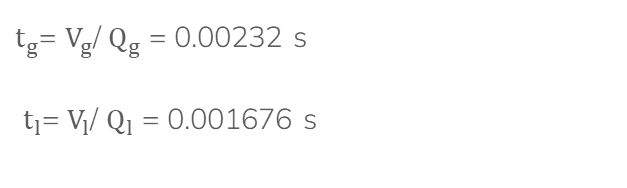 tg= Vg/ Qg = 0.00232 s
tl= Vl/ Ql = 0.001676 s